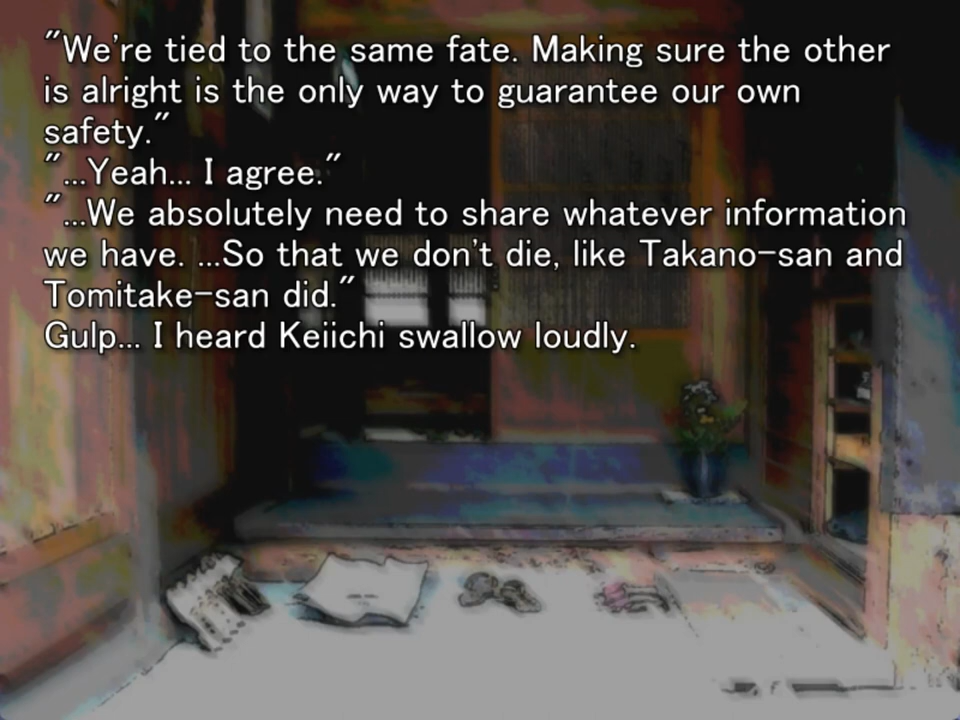 "We're tied to the same fate. Making sure the other
is alright is the only way to guarantee our own
safety."
"...Yeah... I agree."
"...We absolutely need to share whatever information
we have. ...So that we don't die, like Takano-san and
Tomitake-san did."
Gulp... I heard Keiichi swallow loudly.